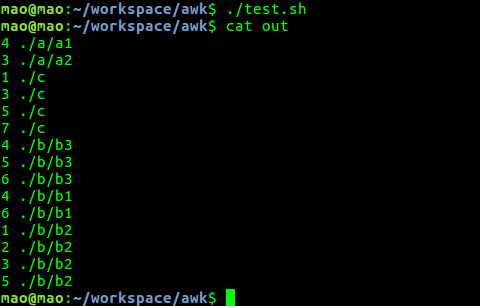 mao@mao:~/workspace/awk$ ./test.sh
mao@mao:~/workspace/awk$ cat out
4 ./a/a1
3 ./a/a2
1 ./c
3 ./c
5 ./c
7 ./c
4 ./b/b3
5 ./b/b3
6 ./b/b3
4 ./b/b1
6 ./b/b1
1 ./b/b2
2 ./b/b2
3 ./b/b2
5 ./b/b2
mao@mao:~/workspace/awk$